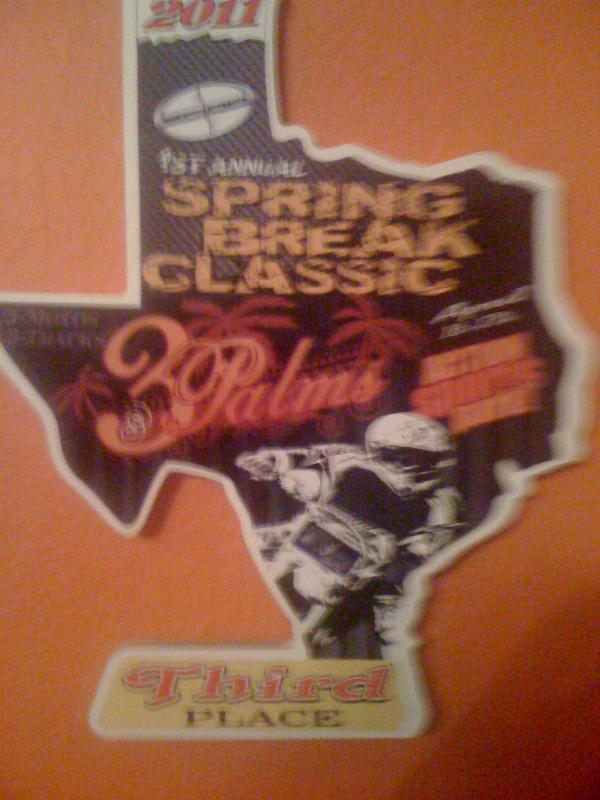 2011
1ST ANNUAL
SPRING
BREAK
CLASSIC
3 Palms
Third
PLACE